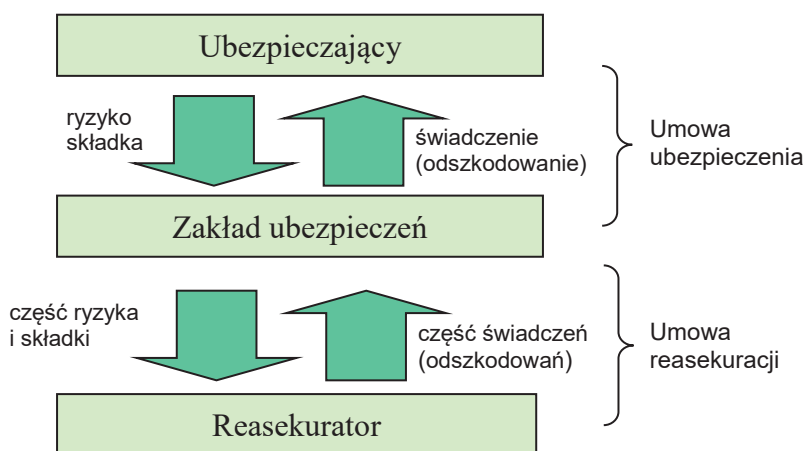 Ubezpieczający
ryzyko
składka
świadczenie
(odszkodowanie)
Umowa
ubezpieczenia
Zakład ubezpieczeń
część ryzyka
i składki
część świadczeń
(odszkodowań)
Umowa
reasekuracji
Reasekurator